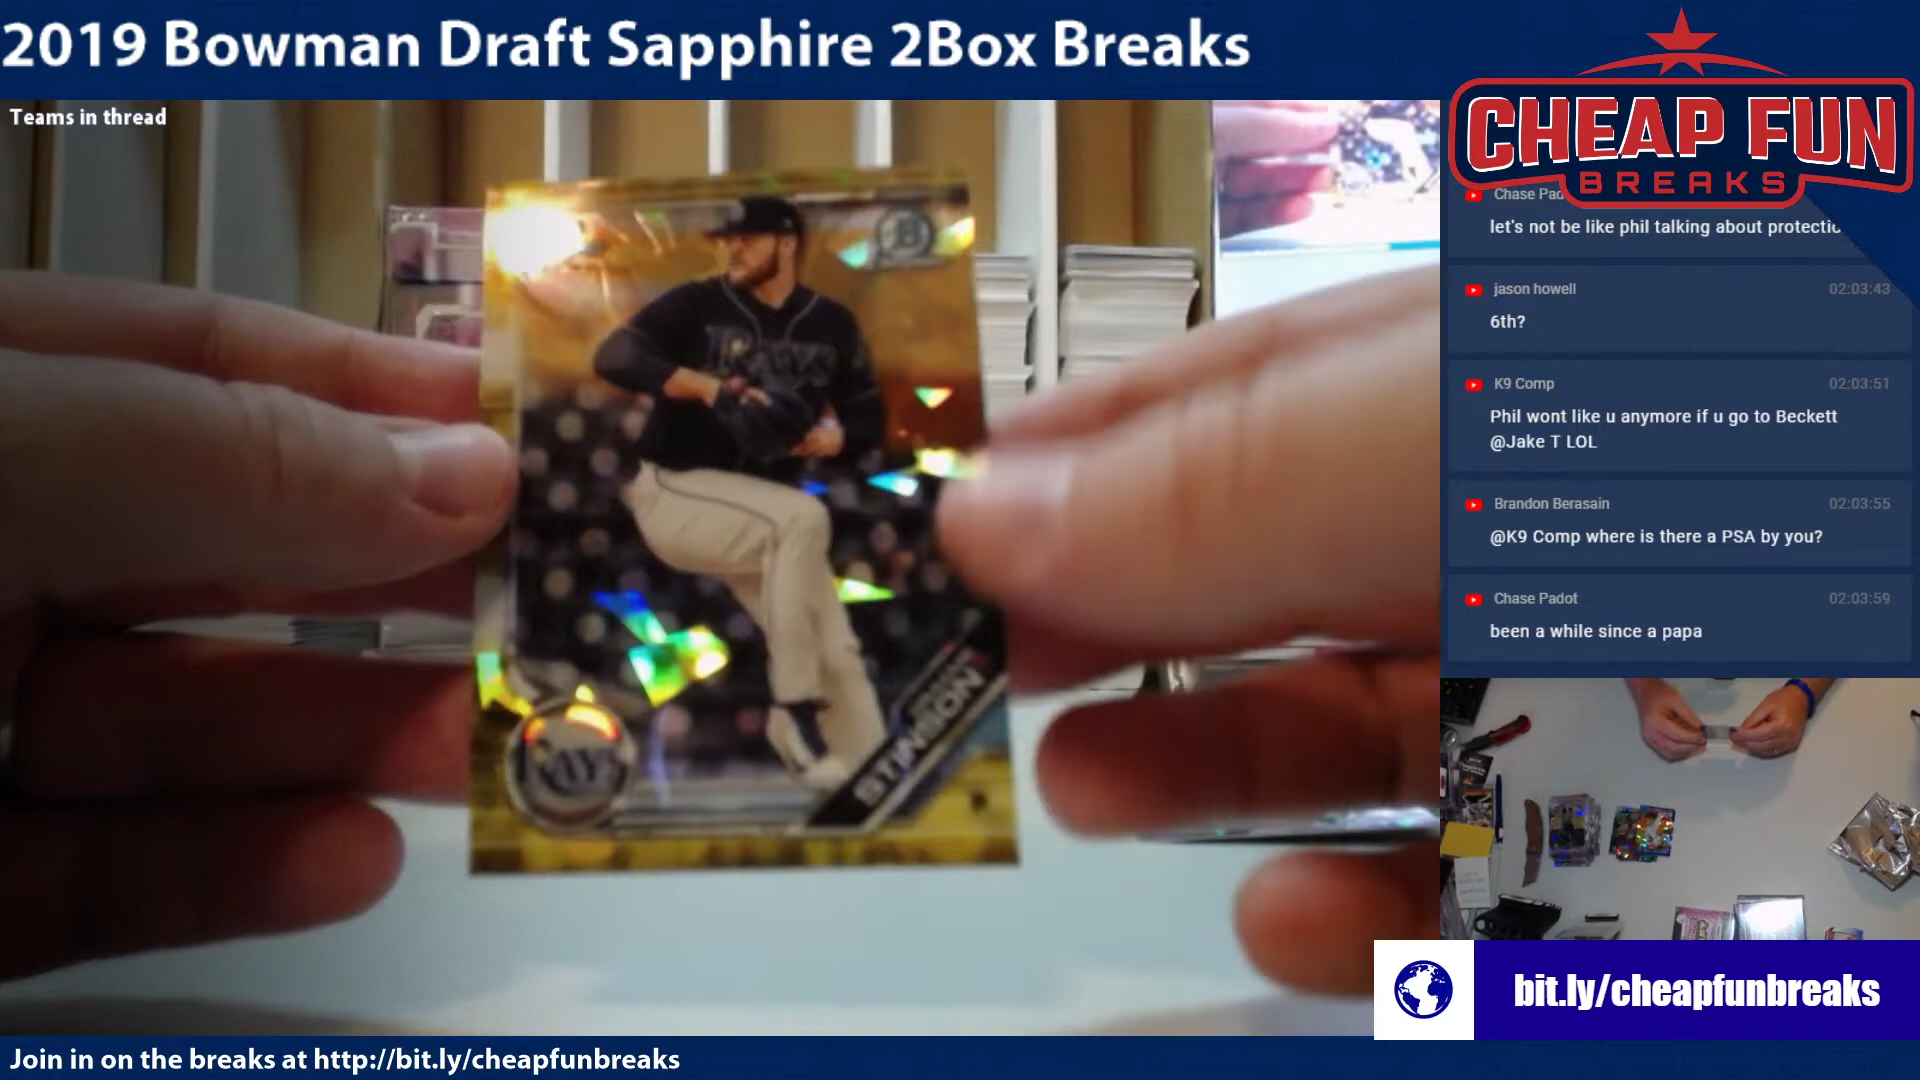 2019 Bowman Draft Sapphire 2Box Breaks
Teams in thread
CHEAP FUN
BREAKS
Chase Pad
let's not be like phil talking about protectio
jason howell 02:03:43
6th?
K9 Comp 02:03:51
Phil wont like u anymore if u go to Beckett
@Jake T LOL
Brandon Berasain 02:03:55
@K9 Comp where is there a PSA by you?
Chase Padot 02:03:59
been a while since a papa
B
RAYS
RAYS
STINSON
bit.ly/cheapfunbreaks
Join in on the breaks at http://bit.ly/cheapfunbreaks